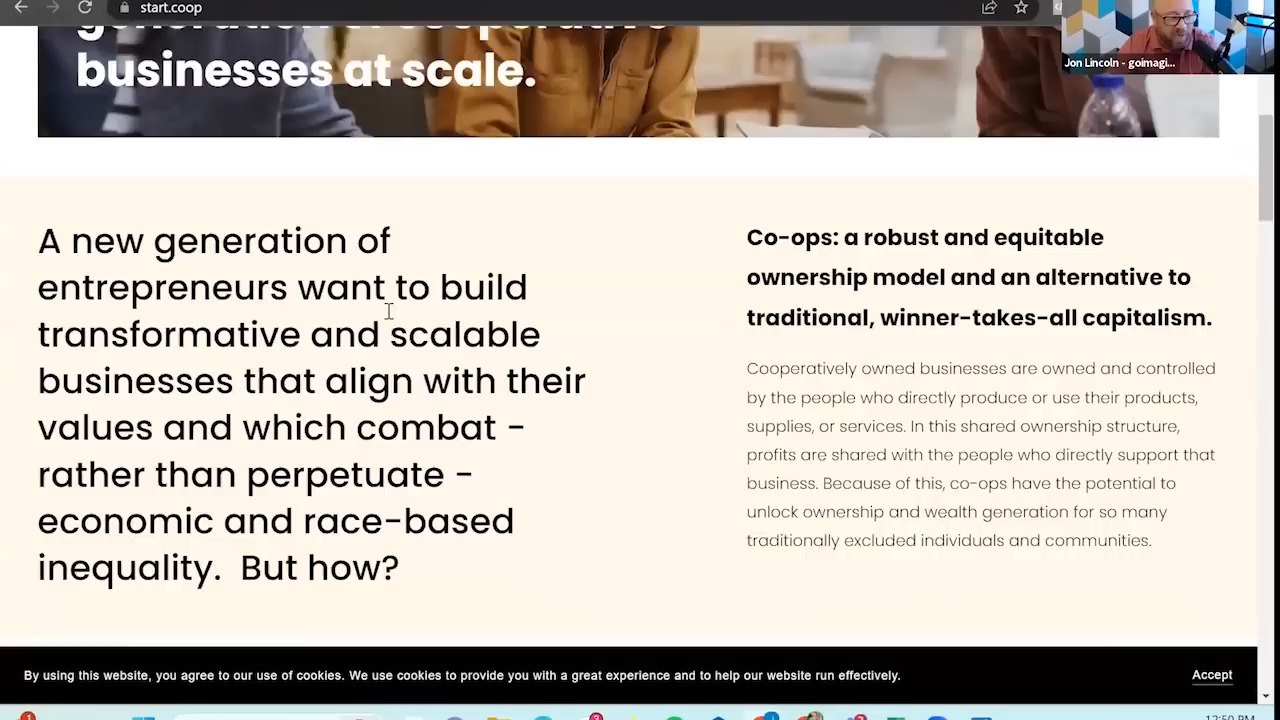 start.coop
businesses at scale.
Jon Lincoln - goimagi...
A new generation of
entrepreneurs want to build
transformative and scalable
businesses that align with their
values and which combat -
rather than perpetuate -
economic and race-based
inequality.  But how?
Co-ops: a robust and equitable
ownership model and an alternative to
traditional, winner-takes-all capitalism.
Cooperatively owned businesses are owned and controlled
by the people who directly produce or use their products,
supplies, or services. In this shared ownership structure,
profits are shared with the people who directly support that
business. Because of this, co-ops have the potential to
unlock ownership and wealth generation for so many
traditionally excluded individuals and communities.
By using this website, you agree to our use of cookies. We use cookies to provide you with a great experience and to help our website run effectively.
Accept
12:50 PM